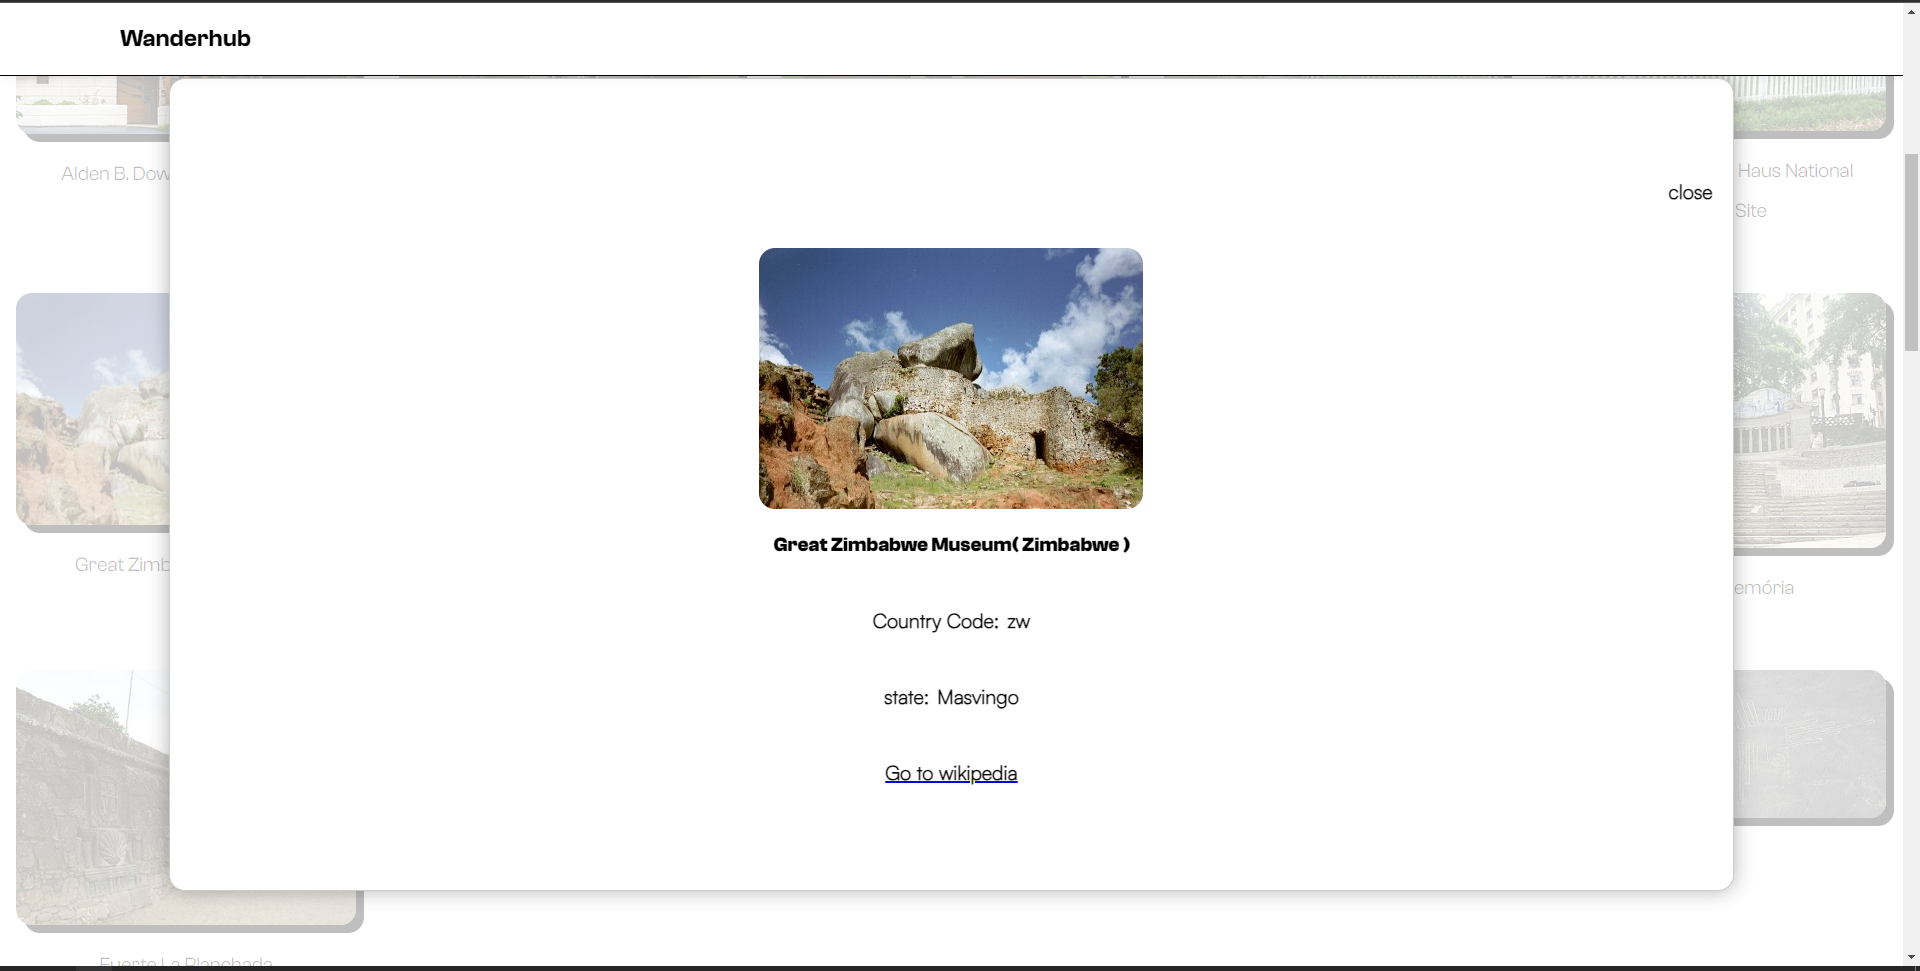 Wanderhub
Alden B. Dow
Haus National
Site
close
Great Zimb
Great Zimbabwe Museum( Zimbabwe )
emória
Country Code: zw
state: Masvingo
Go to wikipedia
Fuerte La Planchada